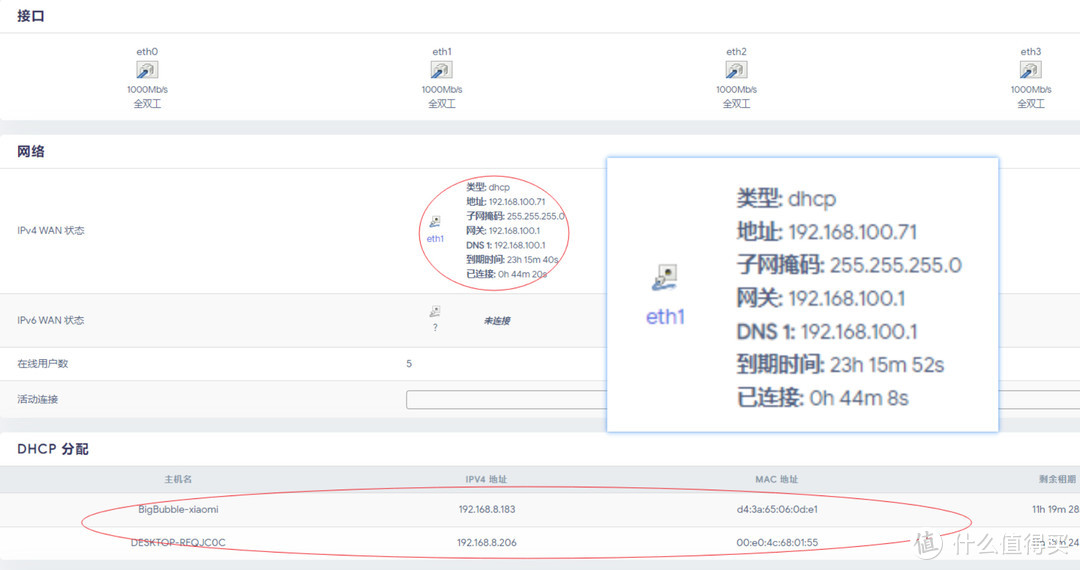 接口
eth0 eth1 eth2 eth3
1000Mb/s 1000Mb/s 1000Mb/s 1000Mb/s
全双工 全双工 全双工 全双工
网络
IPv4 WAN 状态
eth1
类型: dhcp
地址: 192.168.100.71
子网掩码: 255.255.255.0
网关: 192.168.100.1
DNS 1: 192.168.100.1
到期时间: 23h 15m 40s
已连接: 0h 44m 20s
eth1
类型: dhcp
地址: 192.168.100.71
子网掩码: 255.255.255.0
网关: 192.168.100.1
DNS 1: 192.168.100.1
到期时间: 23h 15m 52s
已连接: 0h 44m 8s
IPv6 WAN 状态
?
未连接
在线用户数 5
活动连接
DHCP 分配
主机名 IPV4 地址 MAC 地址 剩余租期
BigBubble-xiaomi 192.168.8.183 d4:3a:65:06:0d:e1 11h 19m 28
DESKTOP-REQJC0C 192.168.8.206 00:e0:4c:68:01:55 24
值 什么值得买